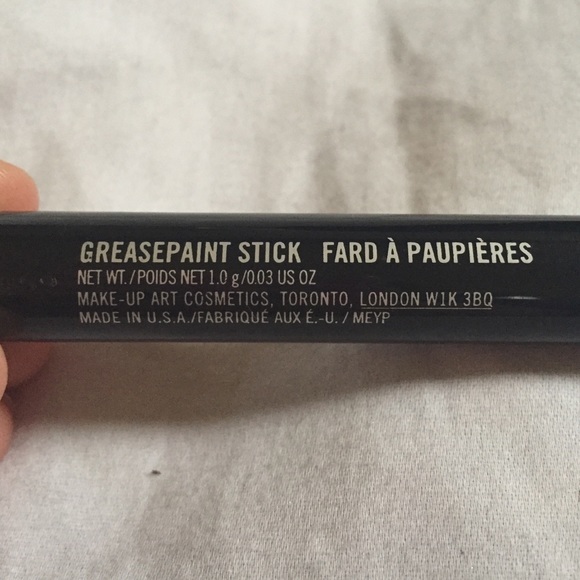 GREASEPAINT STICK FARD À PAUPIÈRES
NET WT./POIDS NET 1.0 g/0.03 US OZ
MAKE-UP ART COSMETICS, TORONTO, LONDON W1K 3BQ
MADE IN U.S.A./FABRIQUÉ AUX É.-U. / MEYP